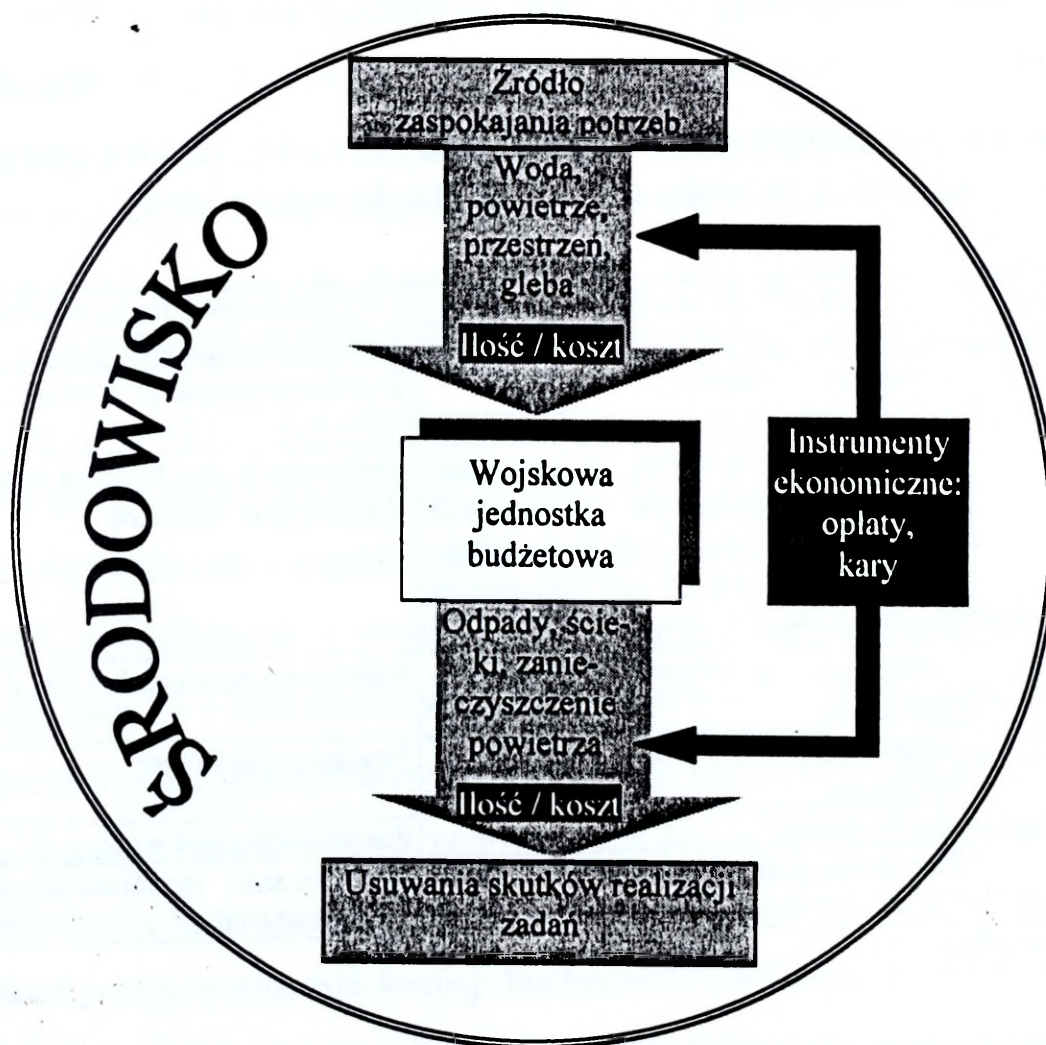 Źródło
zaspokajania potrzeb
Woda,
powietrze,
przestrzeń,
gleba
Ilość / koszt
ŚRODOWISKO
Wojskowa
jednostka
budżetowa
Instrumenty
ekonomiczne:
opłaty,
kary
Odpady, ście-
ki, zanie-
czyszczenie
powietrza
Ilość / koszt
Usuwania skutków realizacji
zadań